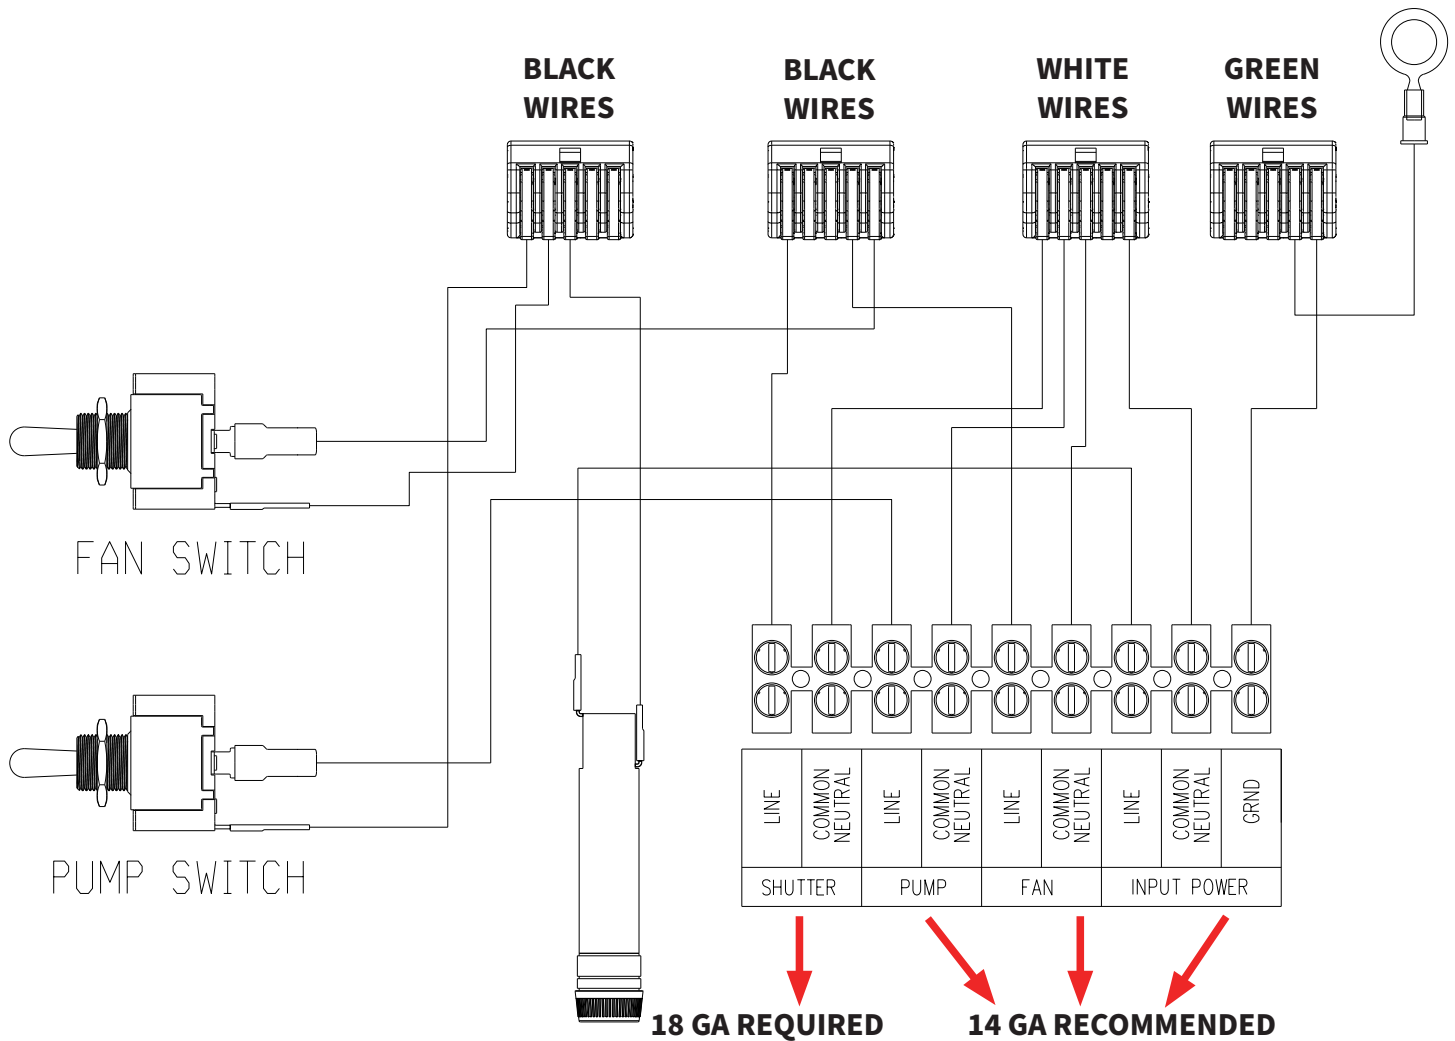 BLACK
WIRES
BLACK
WIRES
WHITE
WIRES
GREEN
WIRES
FAN SWITCH
PUMP SWITCH
LINE
COMMON
NEUTRAL
LINE
COMMON
NEUTRAL
LINE
COMMON
NEUTRAL
LINE
COMMON
NEUTRAL
GRND
SHUTTER
PUMP
FAN
INPUT POWER
18 GA REQUIRED
14 GA RECOMMENDED